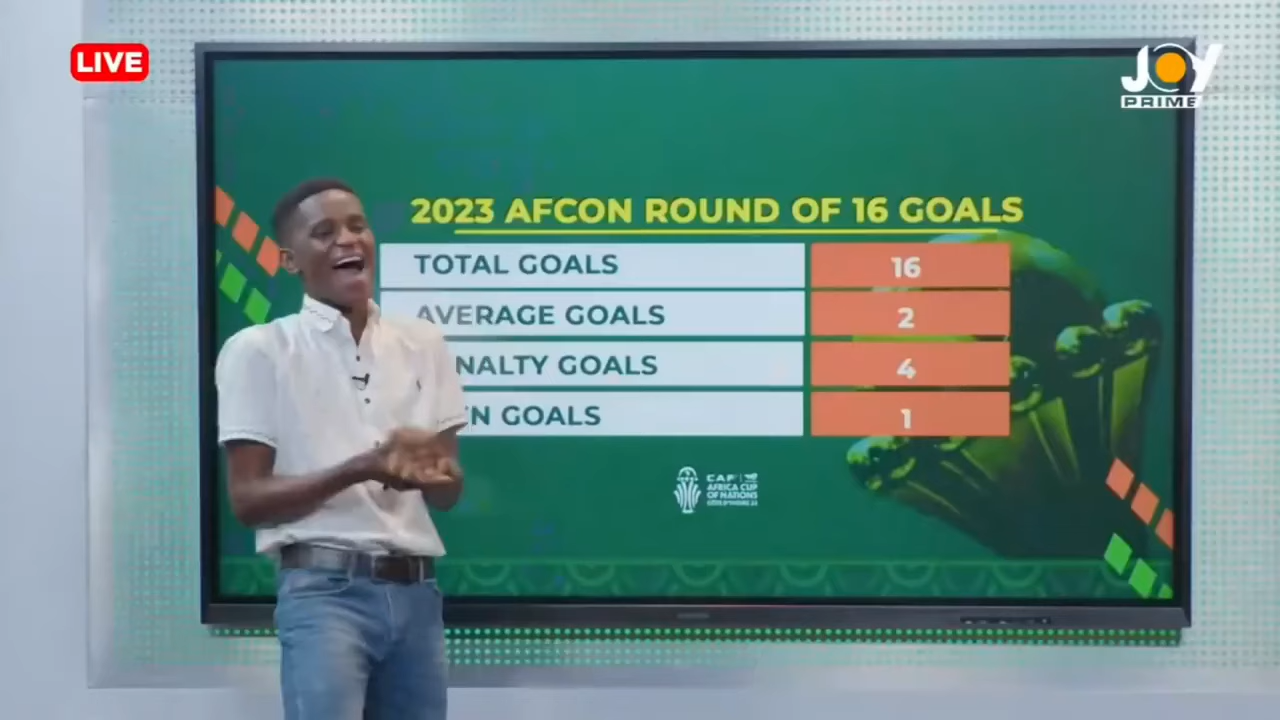 LIVE
JOY
PRIME
2023 AFCON ROUND OF 16 GOALS
TOTAL GOALS 16
AVERAGE GOALS 2
NALTY GOALS 4
N GOALS 1
CAF
AFRICA CUP
OF NATIONS